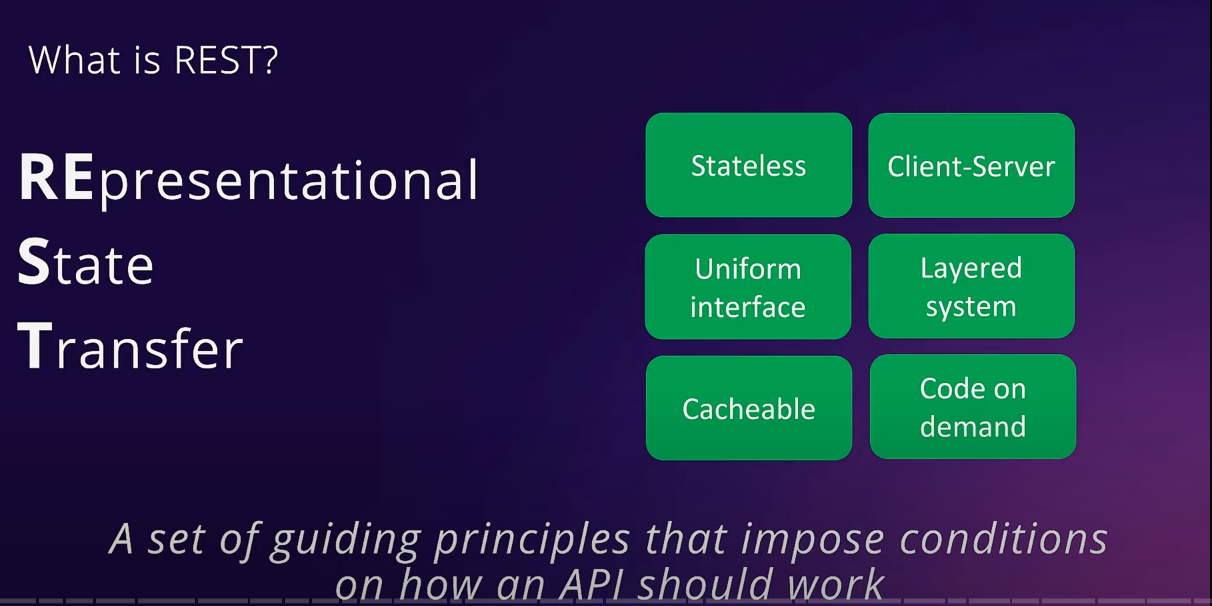 What is REST?
REpresentational
State
Transfer
Stateless
Client-Server
Uniform
interface
Layered
system
Cacheable
Code on
demand
A set of guiding principles that impose conditions
on how an API should work